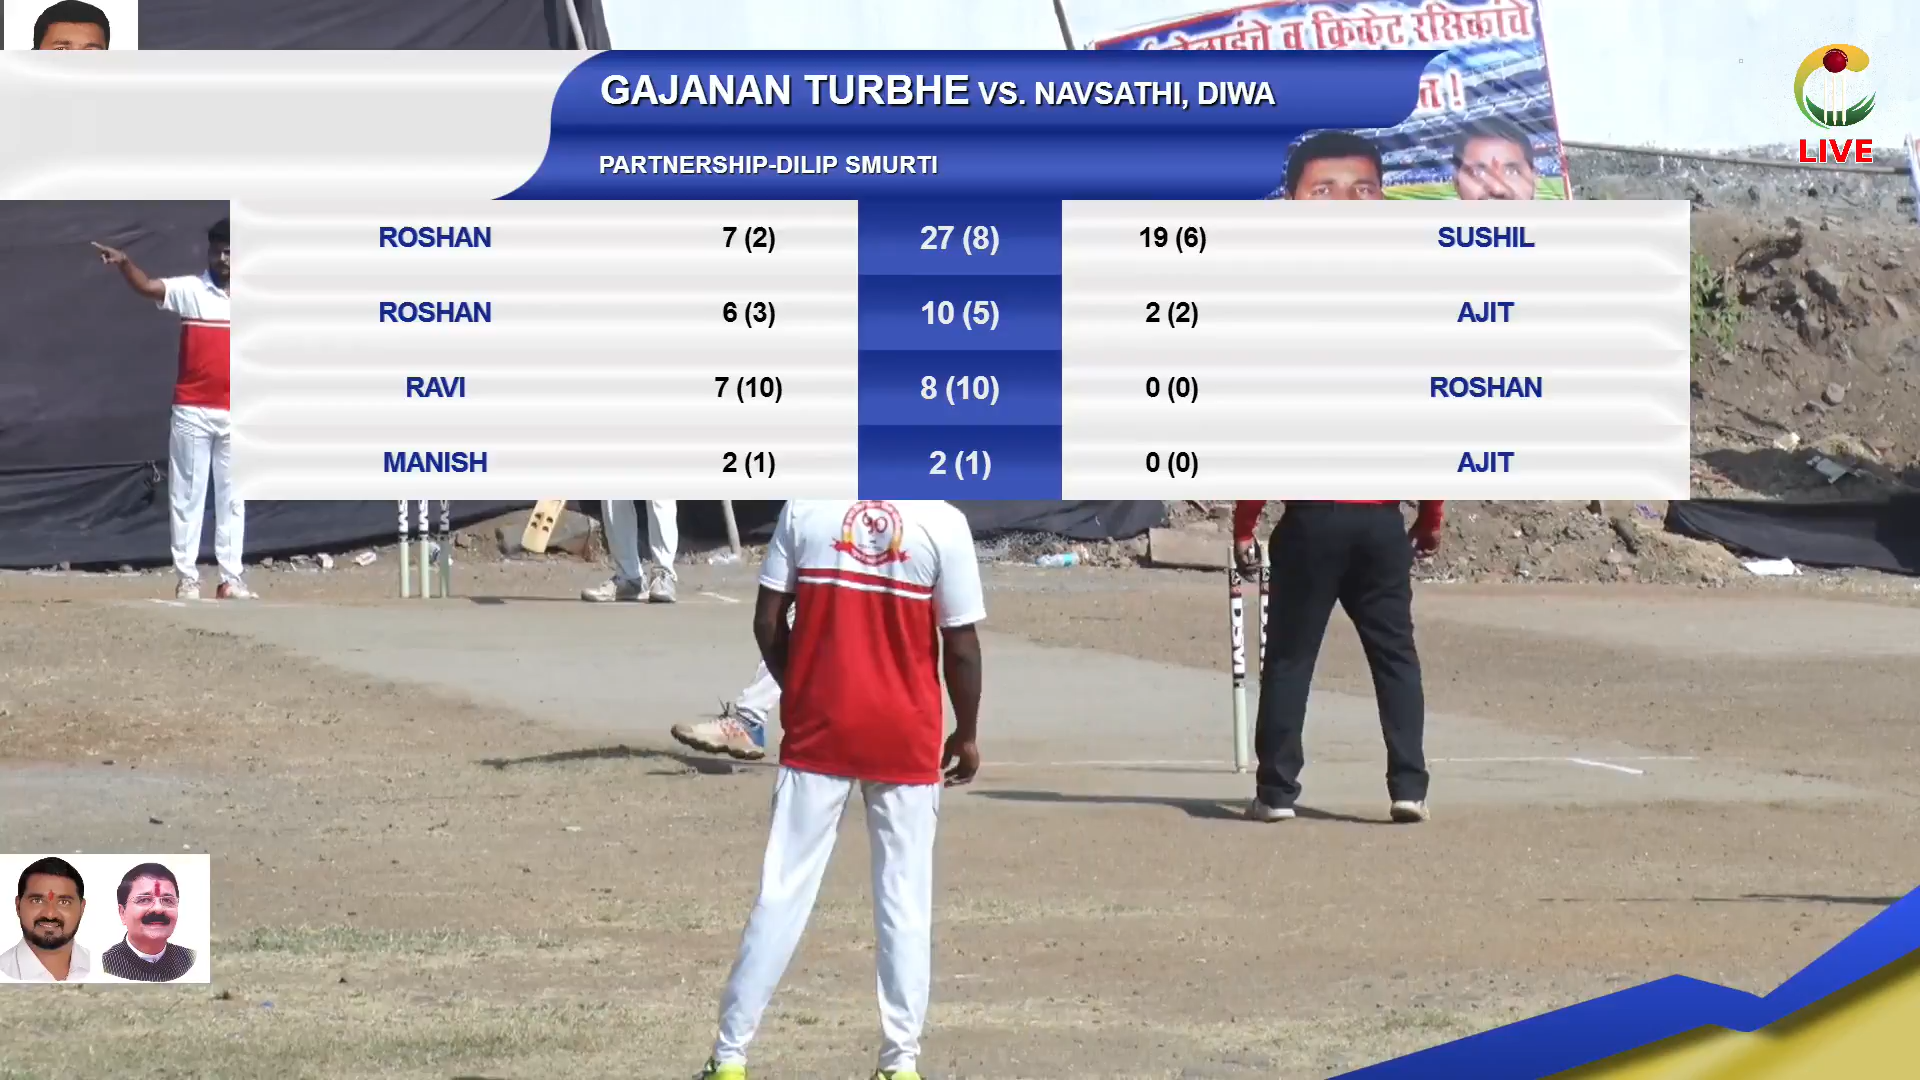 र्व खेळाडूंचे व क्रिकेट रसिकांचे
त !
GAJANAN TURBHE VS. NAVSATHI, DIWA
PARTNERSHIP-DILIP SMURTI
LIVE
ROSHAN 7 (2) 27 (8) 19 (6) SUSHIL
ROSHAN 6 (3) 10 (5) 2 (2) AJIT
RAVI 7 (10) 8 (10) 0 (0) ROSHAN
MANISH 2 (1) 2 (1) 0 (0) AJIT